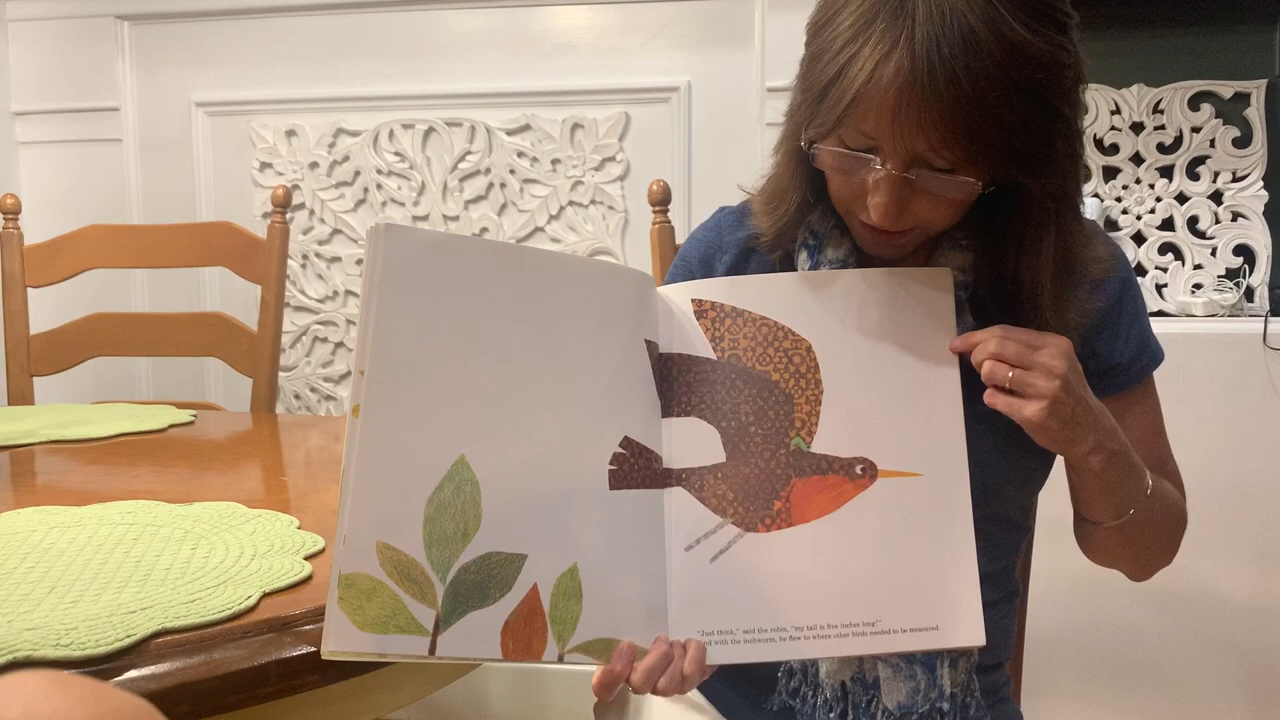 "Just think," said the robin, "my tail is five inches long!"
nd with the inchworm, he flew to where other birds needed to be measured.